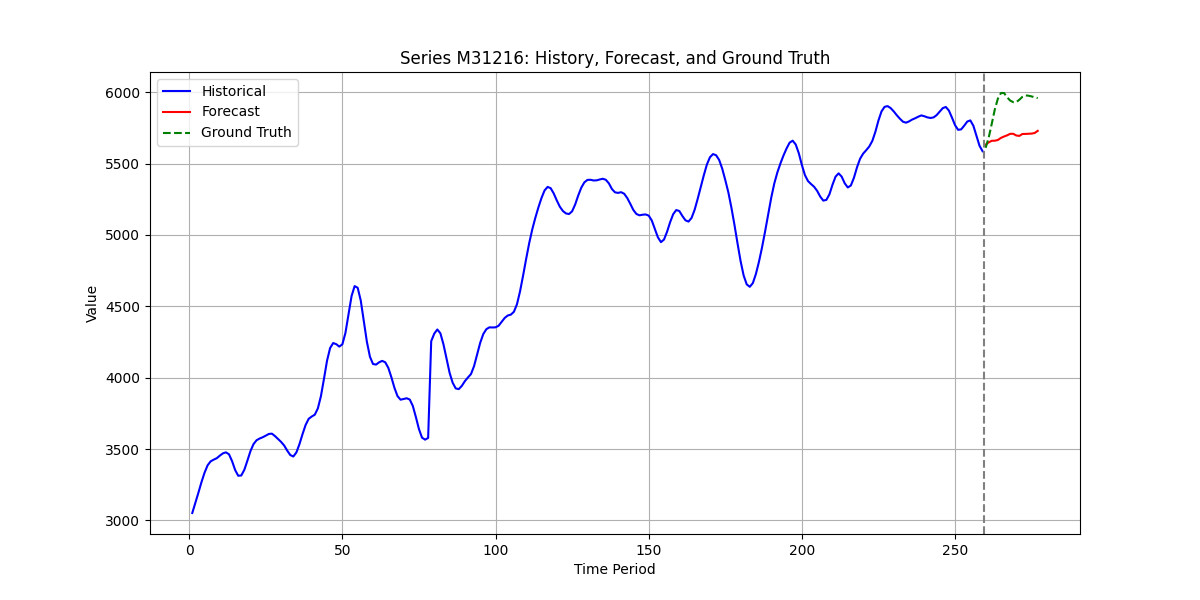 Series M31216: History, Forecast, and Ground Truth
Historical
Forecast
Ground Truth
6000
5500
5000
4500
4000
3500
3000
Value
0 50 100 150 200 250
Time Period